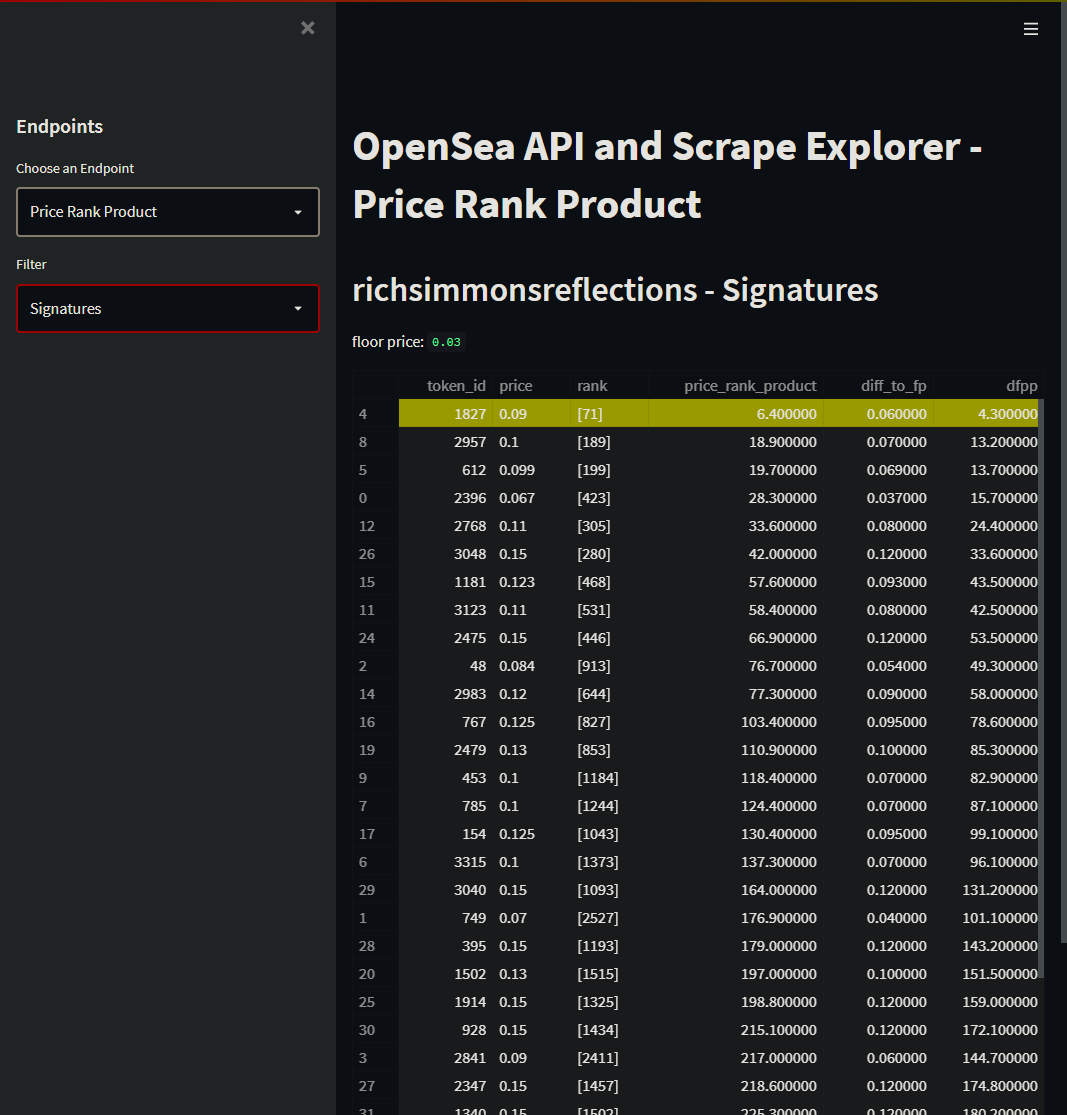 ×
Endpoints
Choose an Endpoint
Price Rank Product
Filter
Signatures
OpenSea API and Scrape Explorer -
Price Rank Product
richsimmonsreflections - Signatures
floor price: 0.03
token_id price rank price_rank_product diff_to_fp dfpp
4 1827 0.09 [71] 6.400000 0.060000 4.300000
8 2957 0.1 [189] 18.900000 0.070000 13.200000
5 612 0.099 [199] 19.700000 0.069000 13.700000
0 2396 0.067 [423] 28.300000 0.037000 15.700000
12 2768 0.11 [305] 33.600000 0.080000 24.400000
26 3048 0.15 [280] 42.000000 0.120000 33.600000
15 1181 0.123 [468] 57.600000 0.093000 43.500000
11 3123 0.11 [531] 58.400000 0.080000 42.500000
24 2475 0.15 [446] 66.900000 0.120000 53.500000
2 48 0.084 [913] 76.700000 0.054000 49.300000
14 2983 0.12 [644] 77.300000 0.090000 58.000000
16 767 0.125 [827] 103.400000 0.095000 78.600000
19 2479 0.13 [853] 110.900000 0.100000 85.300000
9 453 0.1 [1184] 118.400000 0.070000 82.900000
7 785 0.1 [1244] 124.400000 0.070000 87.100000
17 154 0.125 [1043] 130.400000 0.095000 99.100000
6 3315 0.1 [1373] 137.300000 0.070000 96.100000
29 3040 0.15 [1093] 164.000000 0.120000 131.200000
1 749 0.07 [2527] 176.900000 0.040000 101.100000
28 395 0.15 [1193] 179.000000 0.120000 143.200000
20 1502 0.13 [1515] 197.000000 0.100000 151.500000
25 1914 0.15 [1325] 198.800000 0.120000 159.000000
30 928 0.15 [1434] 215.100000 0.120000 172.100000
3 2841 0.09 [2411] 217.000000 0.060000 144.700000
27 2347 0.15 [1457] 218.600000 0.120000 174.800000
31 1340 0.15 [1502] 225.300000 0.120000 180.200000